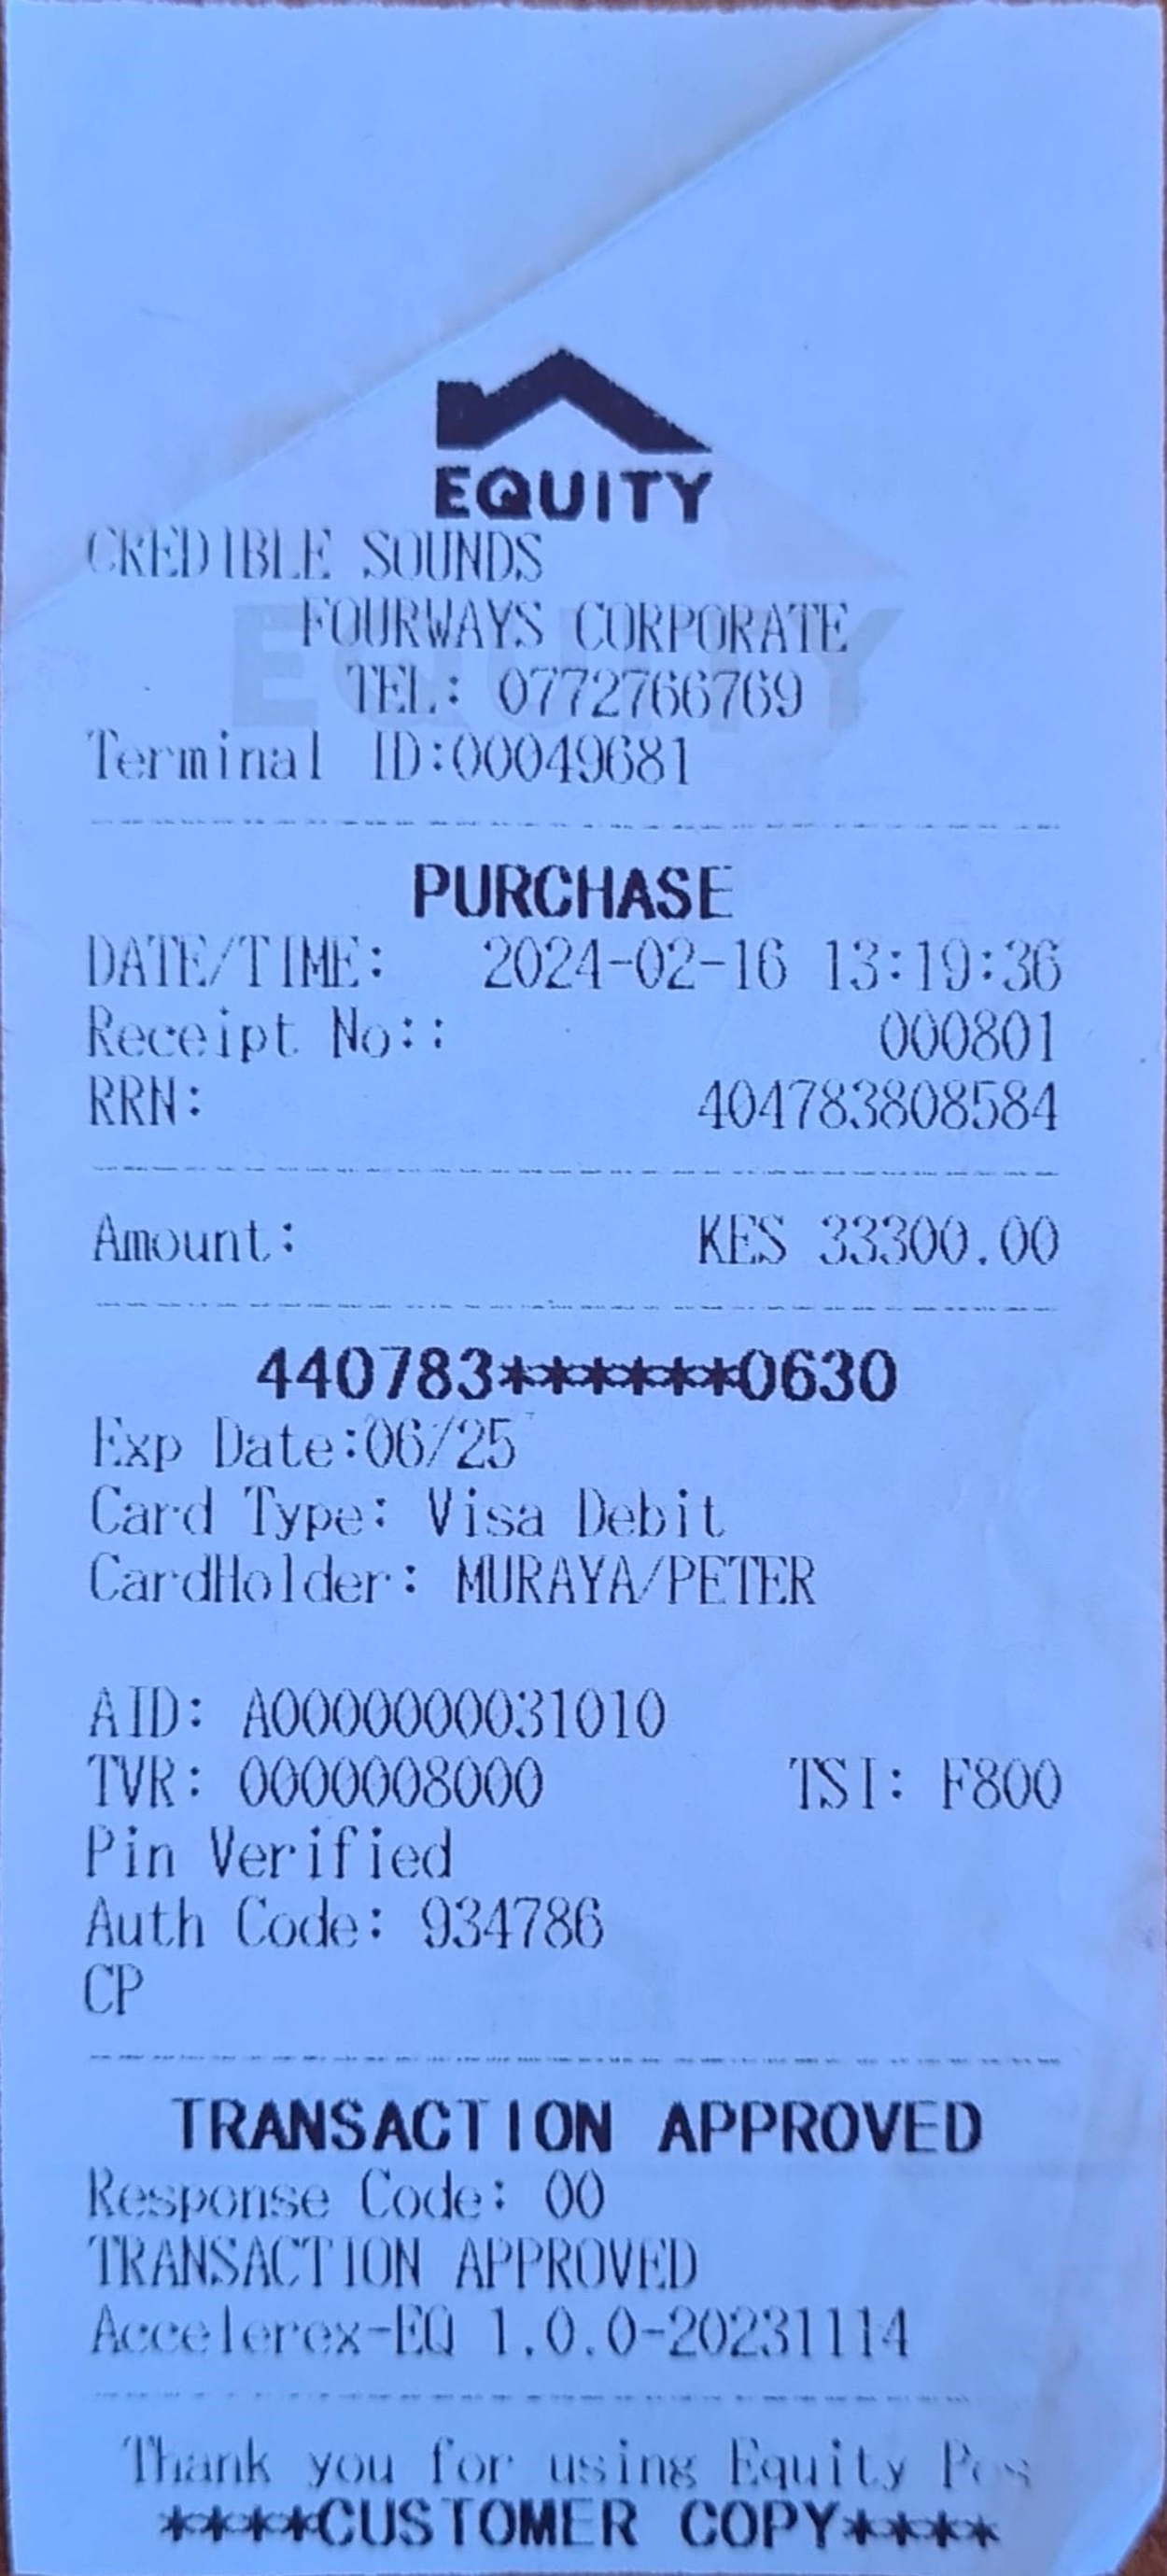 EQUITY
CREDIBLE SOUNDS
FOURWAYS CORPORATE
TEL: 0772766769
Terminal ID:00049681
PURCHASE
DATE/TIME: 2024-02-16 13:19:36
Receipt No:: 000801
RRN: 404783808584
Amount: KES 33300.00
440783******0630
Exp Date:06/25
Card Type: Visa Debit
CardHolder: MURAYA/PETER
AID: A0000000031010
TVR: 0000008000 TSI: F800
Pin Verified
Auth Code: 934786
CP
TRANSACTION APPROVED
Response Code: 00
TRANSACTION APPROVED
Accelerex-EQ 1.0.0-20231114
Thank you for using Equity Pos
****CUSTOMER COPY****